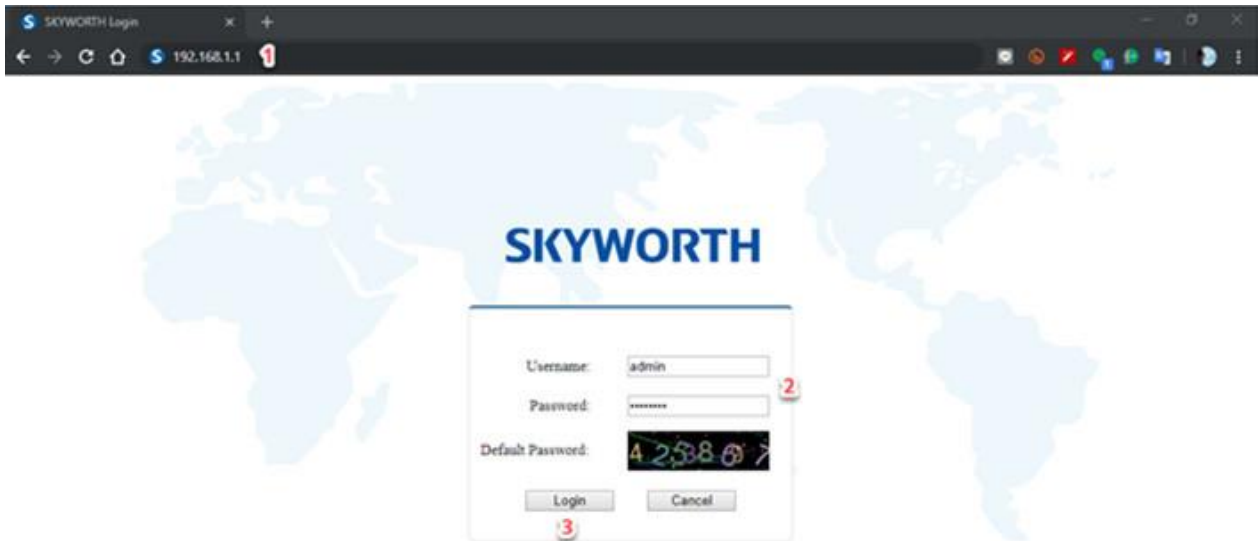 SKYWORTH Login
192.168.1.1 1
SKYWORTH
Username: admin
2
Password: ••••••••
Default Password:
Login Cancel
3